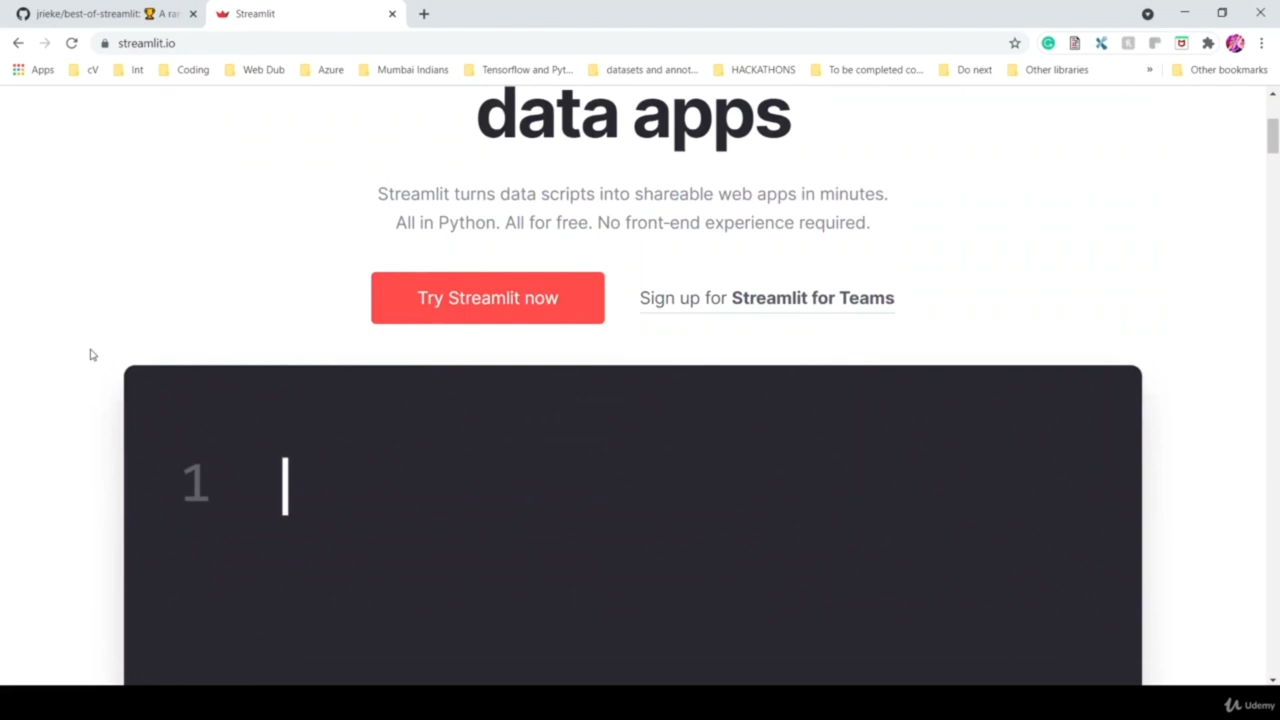 jrieke/best-of-streamlit: 🏆 A ra
Streamlit
streamlit.io
Apps
cV
Int
Coding
Web Dub
Azure
Mumbai Indians
Tensorflow and Pyt...
datasets and annot...
HACKATHONS
To be completed co...
Do next
Other libraries
»
Other bookmarks
data apps
Streamlit turns data scripts into shareable web apps in minutes.
All in Python. All for free. No front-end experience required.
Try Streamlit now
Sign up for Streamlit for Teams
1
Udemy